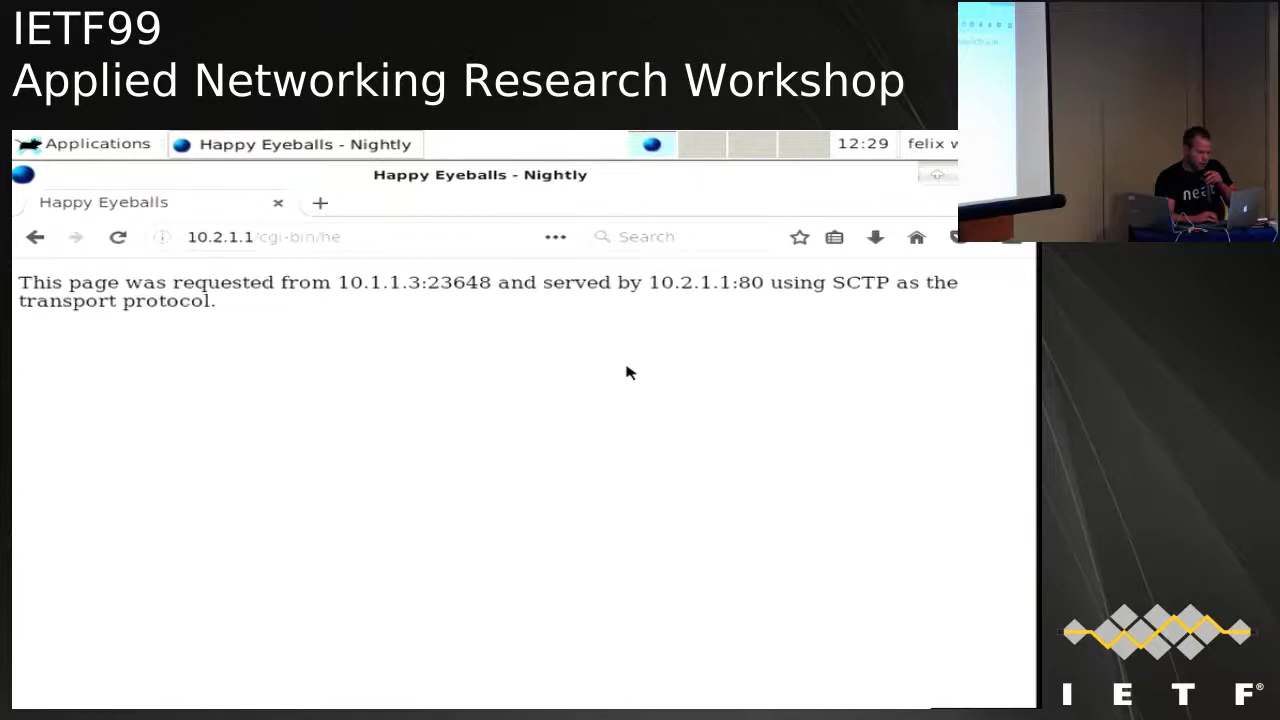 IETF99
Applied Networking Research Workshop
Applications
Happy Eyeballs - Nightly
12:29
felix w
Happy Eyeballs - Nightly
Happy Eyeballs
10.2.1.1/cgi-bin/he
Search
This page was requested from 10.1.1.3:23648 and served by 10.2.1.1:80 using SCTP as the
transport protocol.
neat
I E T F®